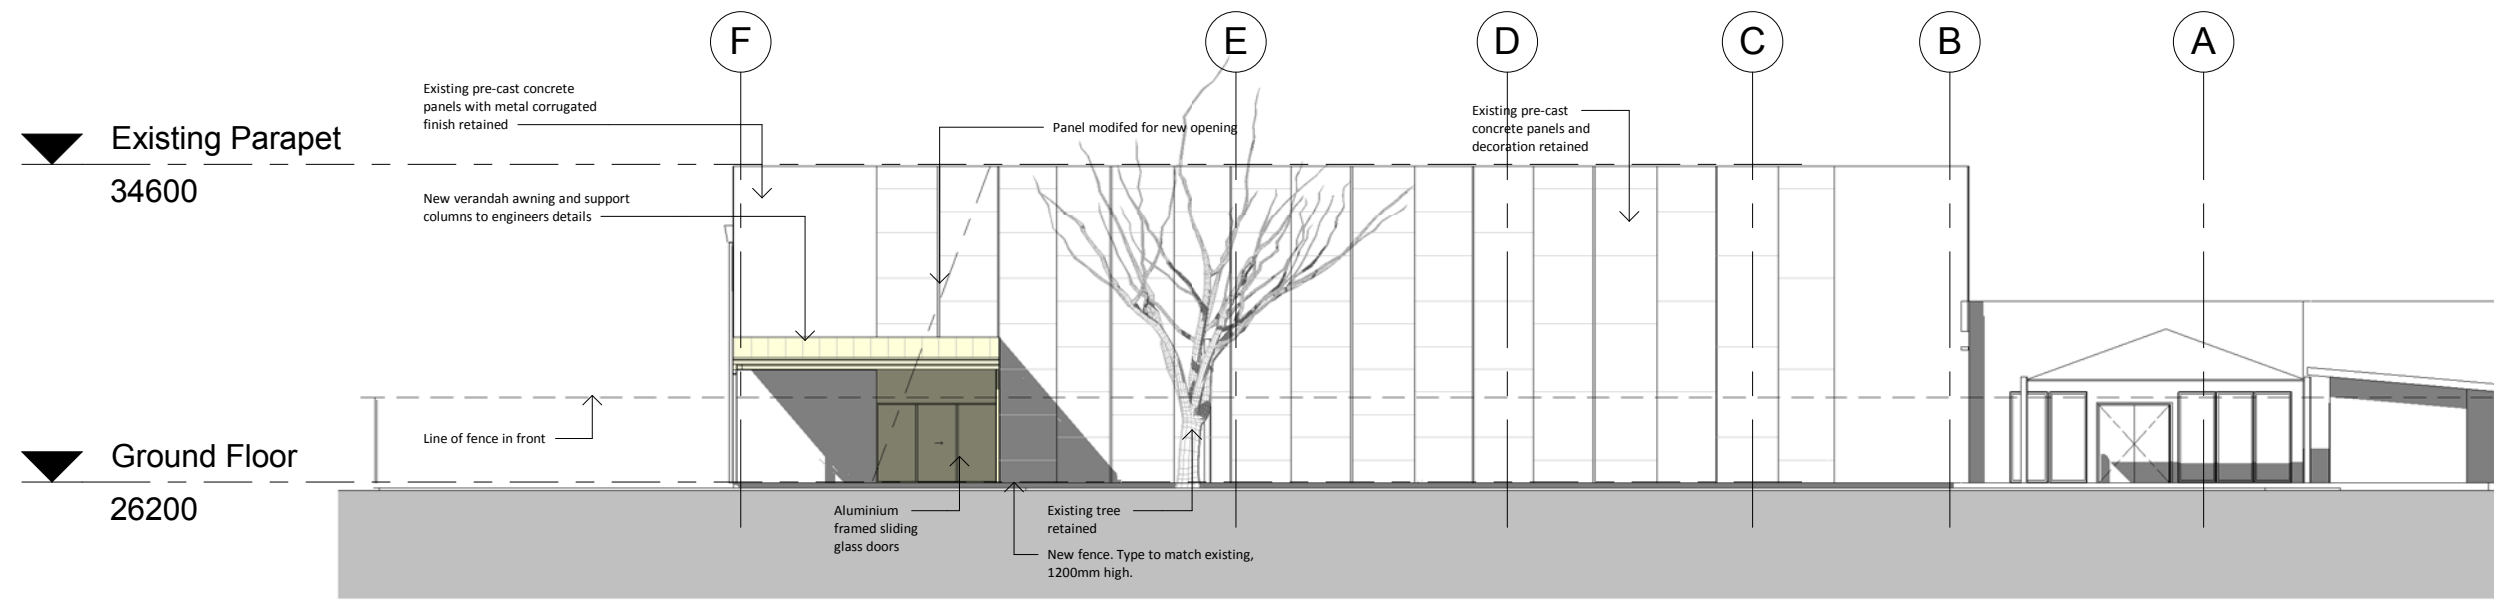 F
E
D
C
B
A
Existing pre-cast concrete
panels with metal corrugated
finish retained
Panel modifed for new opening
Existing pre-cast
concrete panels and
decoration retained
Existing Parapet
34600
New verandah awning and support
columns to engineers details
Line of fence in front
Ground Floor
26200
Aluminium
framed sliding
glass doors
Existing tree
retained
New fence. Type to match existing,
1200mm high.